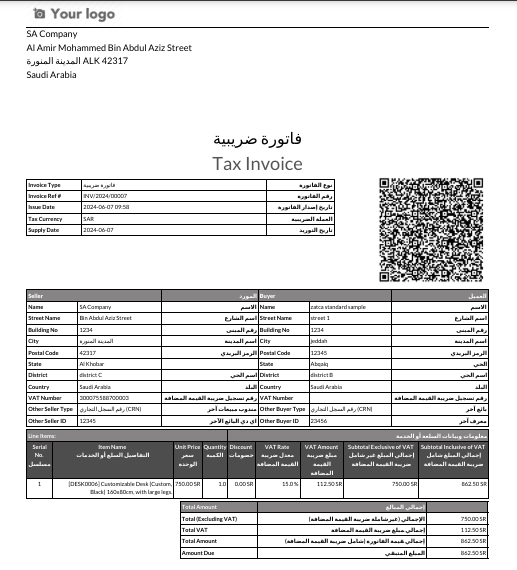 Your logo
SA Company
Al Amir Mohammed Bin Abdul Aziz Street
المدينة المنورة ALK 42317
Saudi Arabia
فاتورة ضريبية
Tax Invoice
Invoice Type فاتورة ضريبية نوع الفاتورة
Invoice Ref # INV/2024/00007 رقم الفاتورة
Issue Date 2024-06-07 09:58 تاريخ إصدار الفاتورة
Tax Currency SAR العملة الضريبية
Supply Date 2024-06-07 تاريخ التوريد
Seller المورد Buyer العميل
Name SA Company الاسم Name zatca standard sample الاسم
Street Name Bin Abdul Aziz Street اسم الشارع Street Name street 1 اسم الشارع
Building No 1234 رقم المبنى Building No 1234 رقم المبنى
City المدينة المنورة اسم المدينة City jeddah اسم المدينة
Postal Code 42317 الرمز البريدي Postal Code 12345 الرمز البريدي
State Al Khobar الحي State Abqaiq الحي
District district C اسم الحي District district B اسم الحي
Country Saudi Arabia البلد Country Saudi Arabia البلد
VAT Number 300075588700003 رقم تسجيل ضريبة القيمة المضافة VAT Number رقم تسجيل ضريبة القيمة المضافة
Other Seller Type رقم السجل التجاري (CRN) مندوب مبيعات آخر Other Buyer Type رقم السجل التجاري (CRN) بائع آخر
Other Seller ID 12345 اي دي البائع الآخر Other Buyer ID 23456 معرف آخر
Line Items: معلومات وبيانات السلعة أو الخدمة
Serial No. مسلسل Item Name التفاصيل السلع أو الخدمات Unit Price سعر الوحدة Quantity الكمية Discount خصومات VAT Rate معدل ضريبة القيمة المضافة VAT Amount مبلغ ضريبة القيمة المضافة Subtotal Exclusive of VAT إجمالي المبلغ غير شامل ضريبة القيمة المضافة Subtotal Inclusive of VAT إجمالي المبلغ شامل ضريبة القيمة المضافة
1 [DESK0006] Customizable Desk (Custom, Black) 160x80cm, with large legs. 750.00 SR 1.0 0.00 SR 15.0 % 112.50 SR 750.00 SR 862.50 SR
Total Amount إجمالي المبالغ
Total (Excluding VAT) الإجمالي (غير شاملة ضريبة القيمة المضافة) 750.00 SR
Total VAT إجمالي مبلغ ضريبة القيمة المضافة 112.50 SR
Total Amount إجمالي قيمة الفاتورة (شامل ضريبة القيمة المضافة) 862.50 SR
Amount Due المبلغ المتبقي 862.50 SR